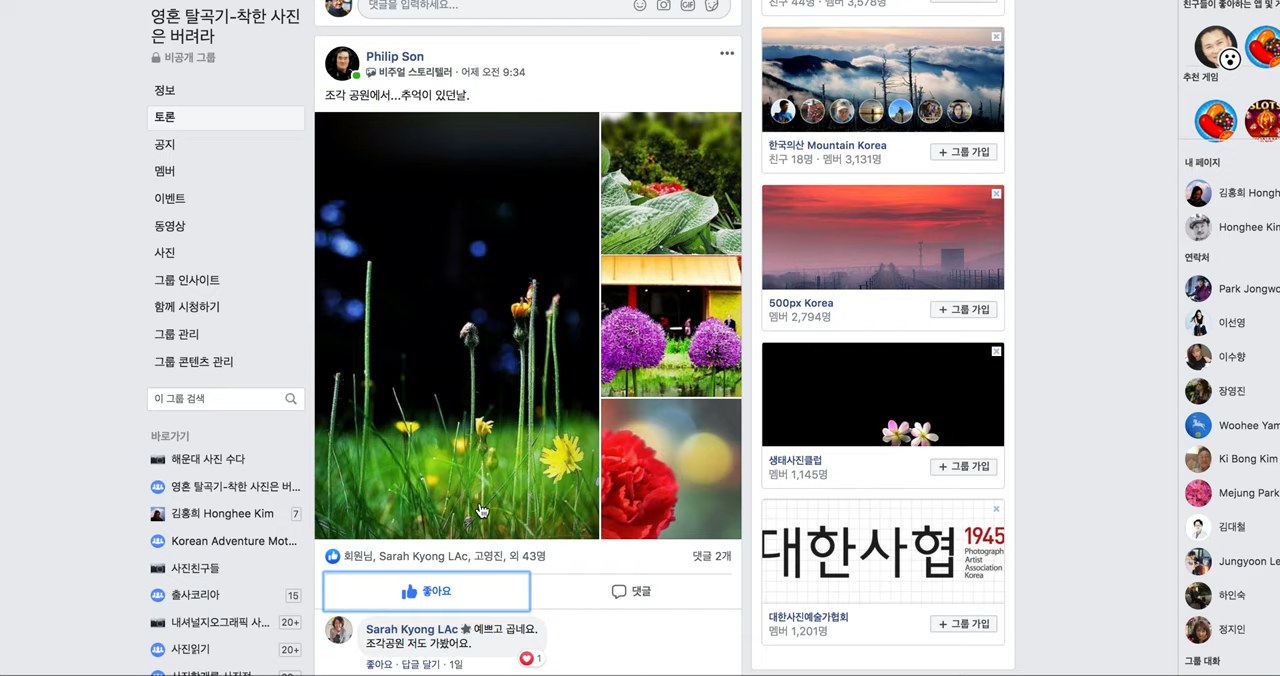 영혼 탈곡기-착한 사진
은 버려라
비공개 그룹
정보
토론
공지
멤버
이벤트
동영상
사진
그룹 인사이트
함께 시청하기
그룹 관리
그룹 콘텐츠 관리
이 그룹 검색
바로가기
해운대 사진 수다
영혼 탈곡기-착한 사진은 버...
김홍희 Honghee Kim 7
Korean Adventure Mot...
사진친구들
출사코리아 15
내셔널지오그래픽 사... 20+
사진읽기 20+
댓글을 입력하세요...
GIF
Philip Son
비주얼 스토리텔러 · 어제 오전 9:34
조각 공원에서...추억이 있던날.
회원님, Sarah Kyong LAc, 고영진, 외 43명
댓글 2개
좋아요
댓글
Sarah Kyong LAc 예쁘고 곱네요.
조각공원 저도 가봤어요.
좋아요 · 답글 달기 · 1일
1
친구 44명 · 멤버 3,578명
한국의산 Mountain Korea
친구 18명 · 멤버 3,131명
+ 그룹 가입
500px Korea
멤버 2,794명
+ 그룹 가입
생태사진클럽
멤버 1,145명
+ 그룹 가입
대한사협
1945
Photograph
Artist
Association
Korea
대한사진예술가협회
멤버 1,201명
+ 그룹 가입
친구들이 좋아하는 앱 및 게
추천 게임
SLOTS
내 페이지
김홍희 Hongh
Honghee Kim
연락처
Park Jongwo
이선영
이수향
장영진
Woohee Yam
Ki Bong Kim
Mejung Park
김대철
Jungyoon Le
하인숙
정지인
그룹 대화